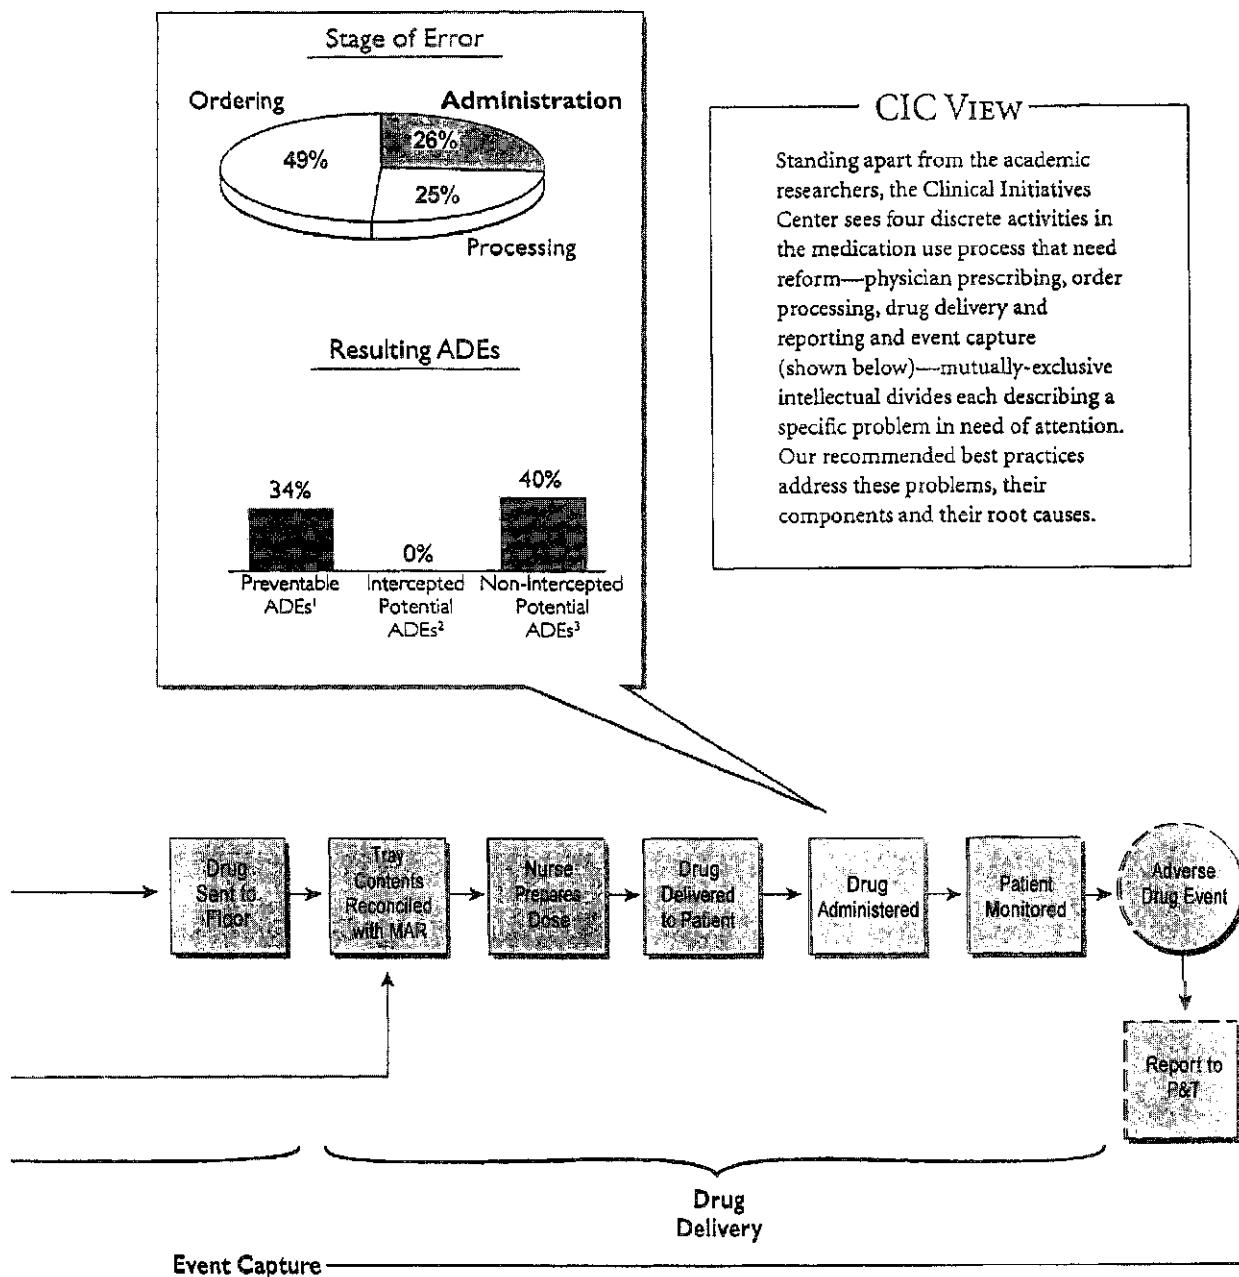 Stage of Error
Ordering
Administration
49%
26%
25%
Processing
Resulting ADEs
34%
0%
40%
Preventable
ADEs¹
Intercepted
Potential
ADEs²
Non-Intercepted
Potential
ADEs³
CIC VIEW
Standing apart from the academic
researchers, the Clinical Initiatives
Center sees four discrete activities in
the medication use process that need
reform—physician prescribing, order
processing, drug delivery and
reporting and event capture
(shown below)—mutually-exclusive
intellectual divides each describing a
specific problem in need of attention.
Our recommended best practices
address these problems, their
components and their root causes.
Drug
Sent to
Floor
Tray
Contents
Reconciled
with MAR
Nurse
Prepares
Dose
Drug
Delivered
to Patient
Drug
Administered
Patient
Monitored
Adverse
Drug Event
Report to
P&T
Drug
Delivery
Event Capture